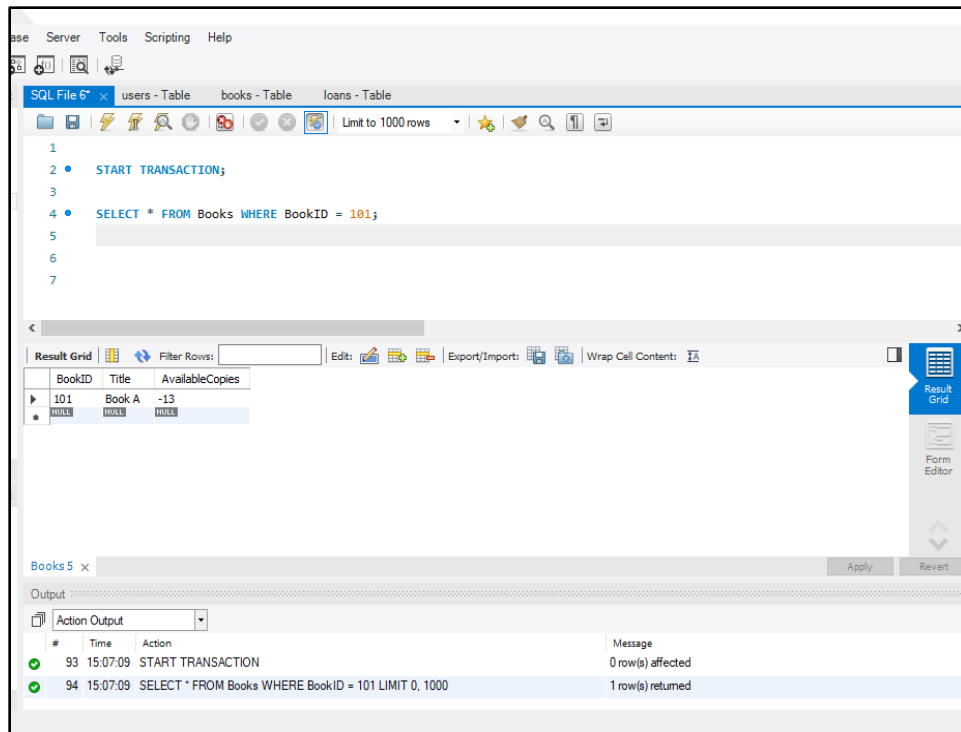 ase Server Tools Scripting Help
SQL File 6* × users - Table books - Table loans - Table
Limit to 1000 rows
1
2 START TRANSACTION;
3
4 SELECT * FROM Books WHERE BookID = 101;
5
6
7
Result Grid Filter Rows: Edit: Export/Import: Wrap Cell Content:
Result
Grid
BookID Title AvailableCopies
101 Book A -13
NULL NULL NULL
Form
Editor
Books 5 × Apply Revert
Output
Action Output
# Time Action Message
93 15:07:09 START TRANSACTION 0 row(s) affected
94 15:07:09 SELECT * FROM Books WHERE BookID = 101 LIMIT 0, 1000 1 row(s) returned